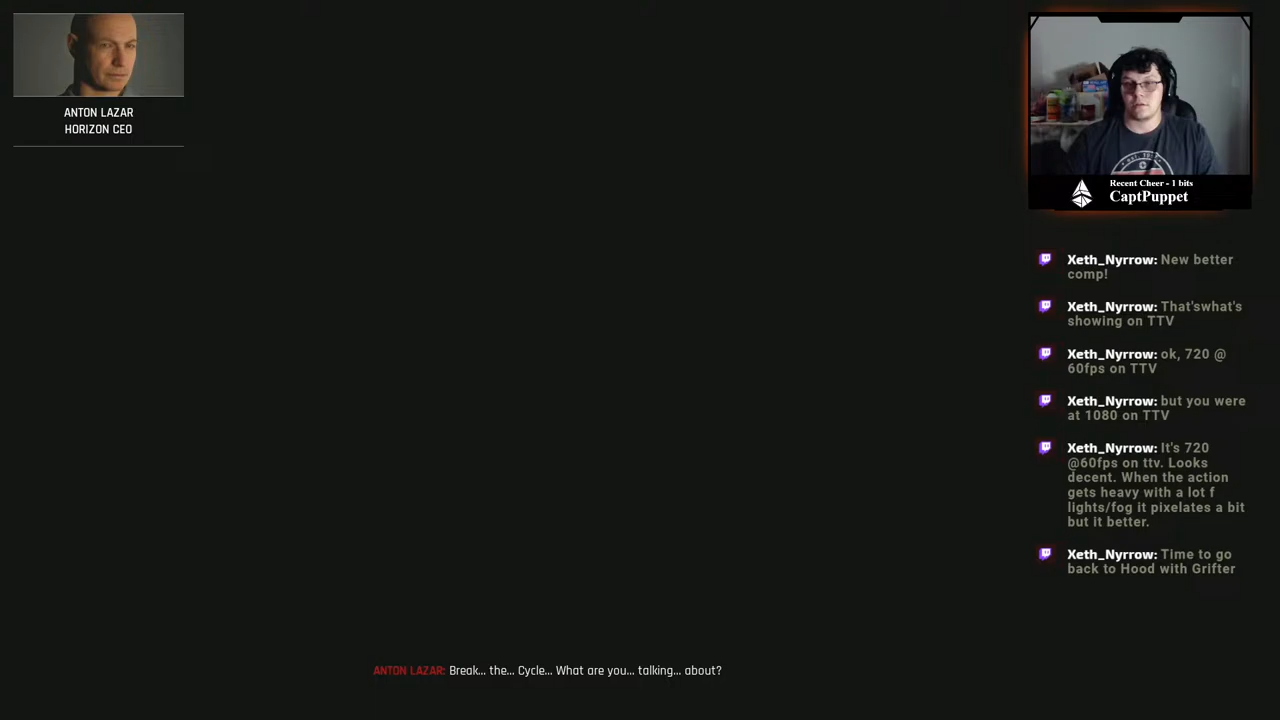 ANTON LAZAR
HORIZON CEO
Recent Cheer - 1 bits
CaptPuppet
Xeth_Nyrrow: New better
comp!
Xeth_Nyrrow: That'swhat's
showing on TTV
Xeth_Nyrrow: ok, 720 @
60fps on TTV
Xeth_Nyrrow: but you were
at 1080 on TTV
Xeth_Nyrrow: It's 720
@60fps on ttv. Looks
decent. When the action
gets heavy with a lot f
lights/fog it pixelates a bit
but it better.
Xeth_Nyrrow: Time to go
back to Hood with Grifter
ANTON LAZAR: Break... the... Cycle... What are you... talking... about?